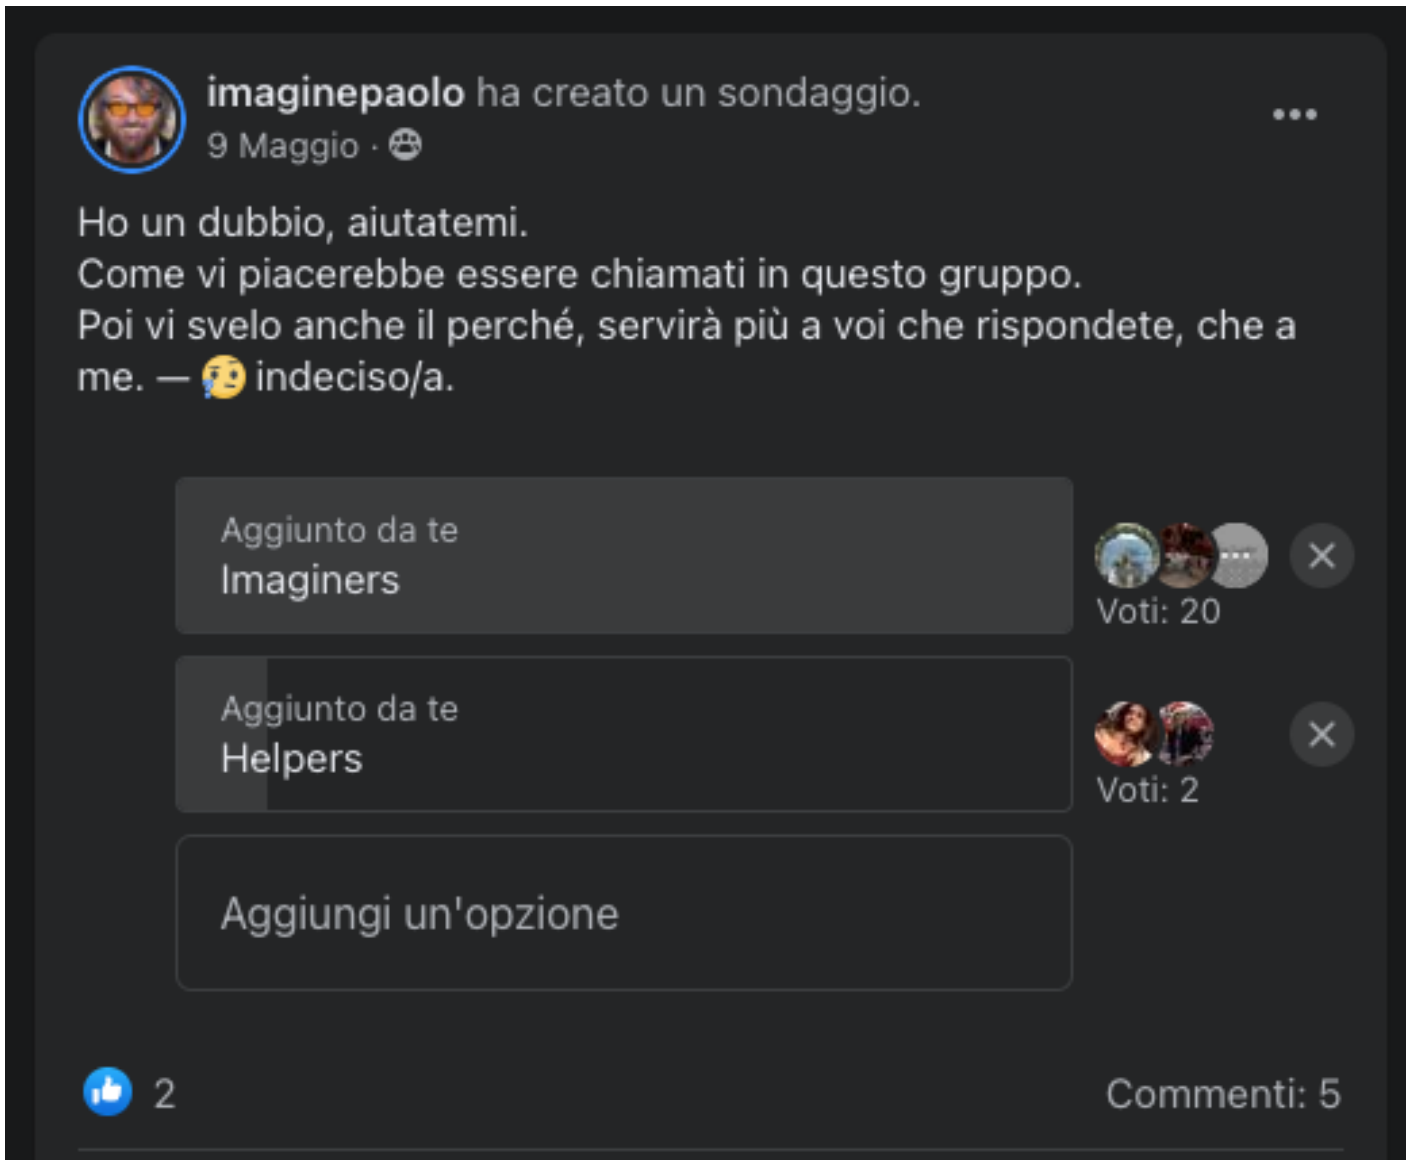 imaginepaolo ha creato un sondaggio.
9 Maggio ·
Ho un dubbio, aiutatemi.
Come vi piacerebbe essere chiamati in questo gruppo.
Poi vi svelo anche il perché, servirà più a voi che rispondete, che a
me. — 😢 indeciso/a.
Aggiunto da te
Imaginers
Voti: 20
Aggiunto da te
Helpers
Voti: 2
Aggiungi un'opzione
2
Commenti: 5